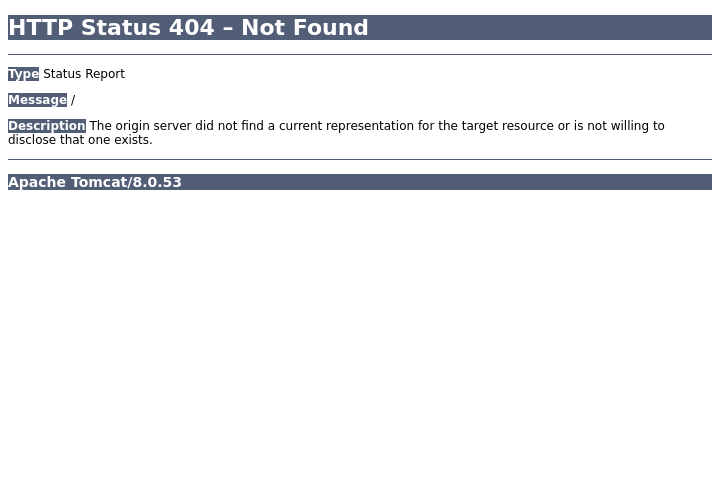 HTTP Status 404 – Not Found
Type Status Report
Message /
Description The origin server did not find a current representation for the target resource or is not willing to
disclose that one exists.
Apache Tomcat/8.0.53